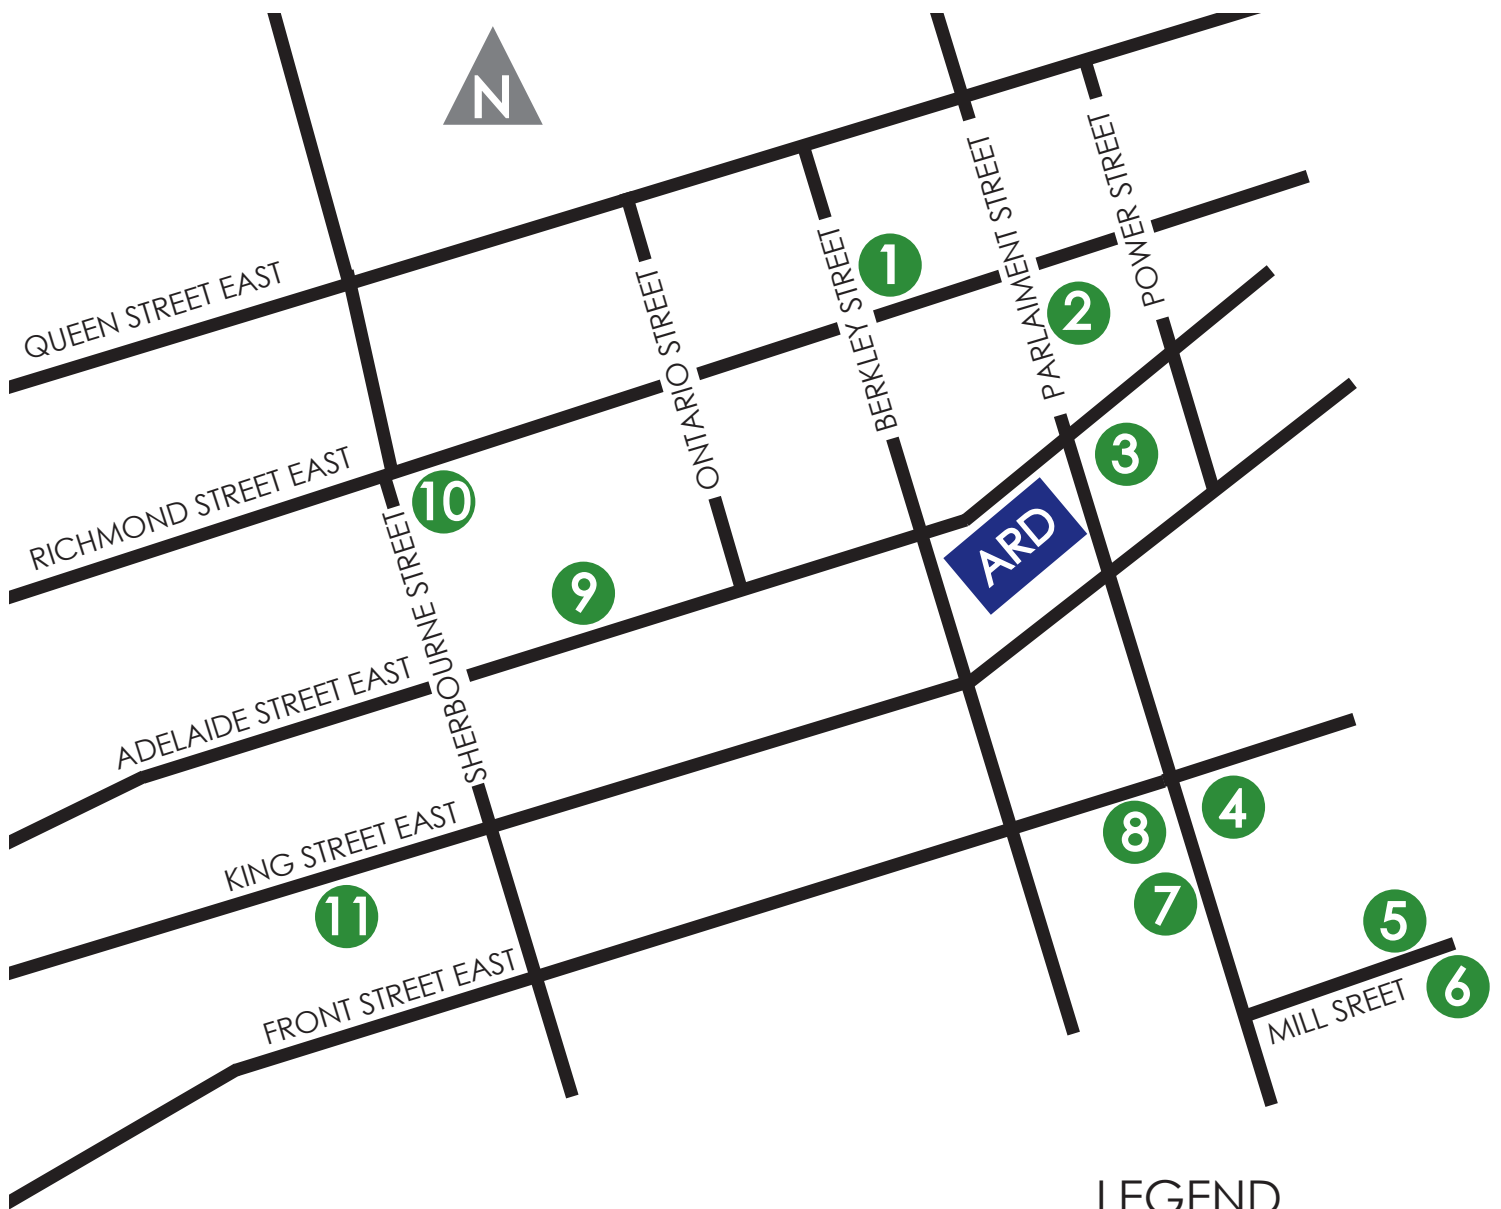 N
QUEEN STREET EAST
PARLAIMENT STREET
POWER STREET
BERKLEY STREET
1
2
ONTARIO STREET
RICHMOND STREET EAST
10
3
ARD
SHERBOURNE STREET
9
ADELAIDE STREET EAST
KING STREET EAST
11
4
8
7
5
6
FRONT STREET EAST
MILL SREET
LEGEND